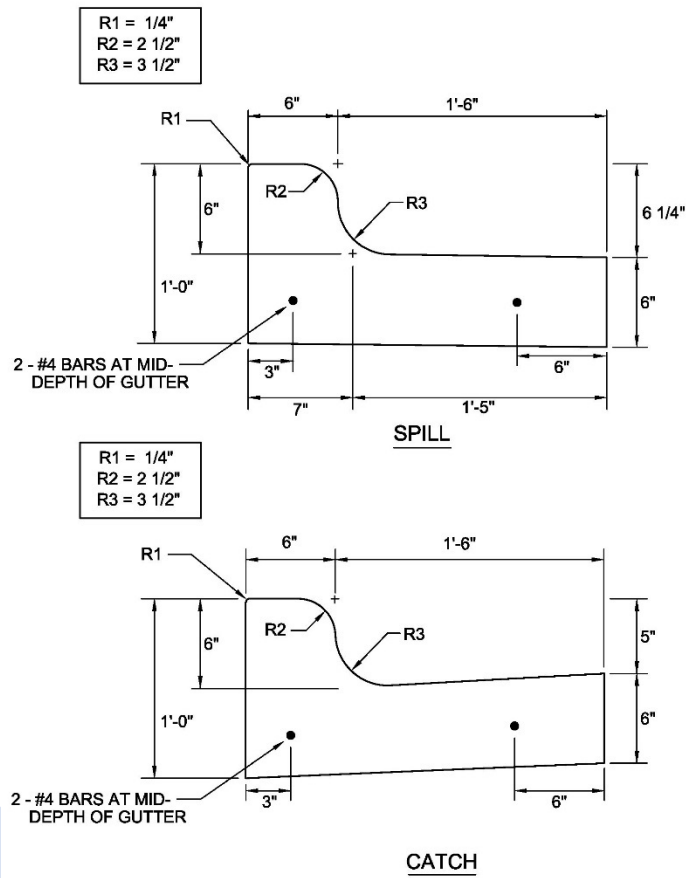 R1 = 1/4"
R2 = 2 1/2"
R3 = 3 1/2"
6"
1'-6"
R1
R2
R3
6"
6 1/4"
1'-0"
6"
2 - #4 BARS AT MID-
DEPTH OF GUTTER
3"
6"
7"
1'-5"
SPILL
R1 = 1/4"
R2 = 2 1/2"
R3 = 3 1/2"
6"
1'-6"
R1
R2
R3
6"
5"
1'-0"
6"
2 - #4 BARS AT MID-
DEPTH OF GUTTER
3"
6"
CATCH